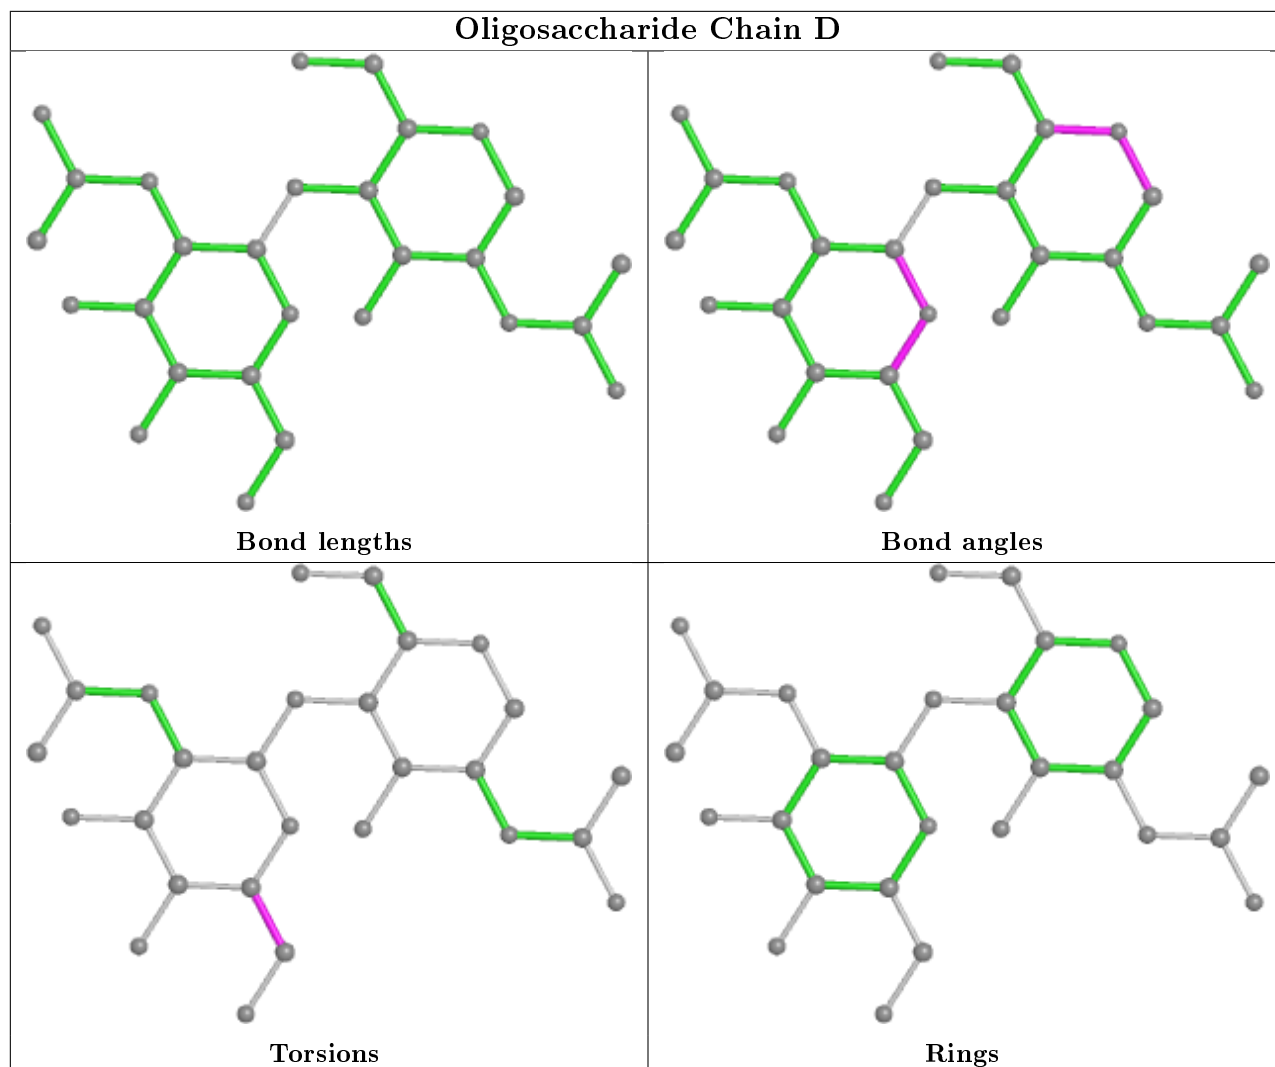 Oligosaccharide Chain D
Bond lengths
Bond angles
Torsions
Rings